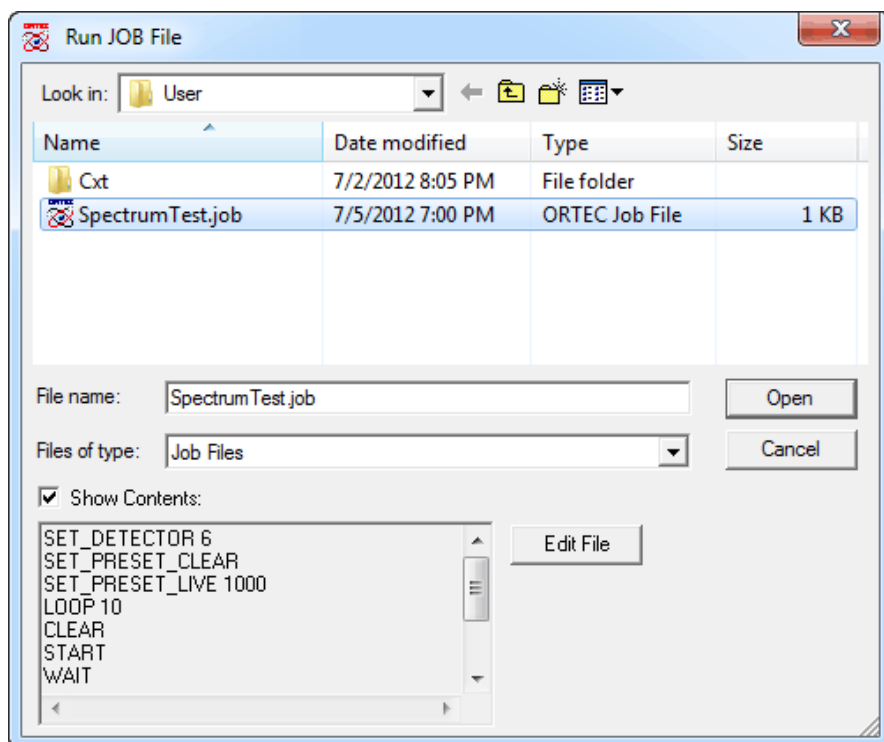 Run JOB File
Look in: User
Name Date modified Type Size
Cxt 7/2/2012 8:05 PM File folder
ORTEC
SpectrumTest.job 7/5/2012 7:00 PM ORTEC Job File 1 KB
File name: SpectrumTest.job Open
Files of type: Job Files Cancel
Show Contents:
SET_DETECTOR 6
SET_PRESET_CLEAR
SET_PRESET_LIVE 1000
LOOP 10
CLEAR
START
WAIT
Edit File